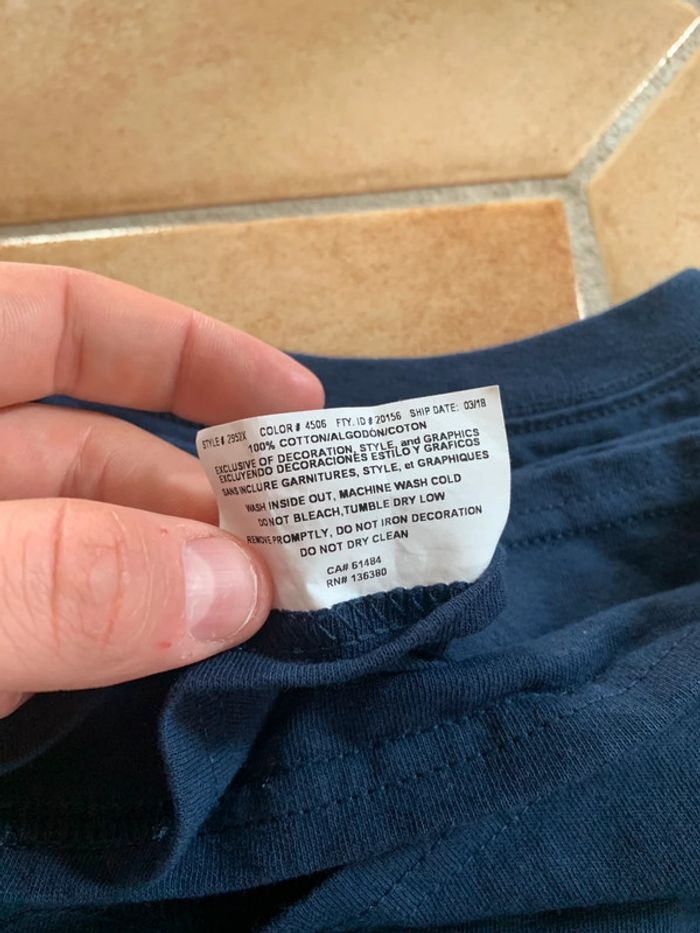 STYLE# 2952X COLOR# 4506 FTY. ID#20156 SHIP DATE: 03/18
100% COTTON/ALGODÓN/COTON
EXCLUSIVE OF DECORATION, STYLE, and GRAPHICS
EXCLUYENDO DECORACIONES ESTILO Y GRAFICOS
SANS INCLURE GARNITURES, STYLE, et GRAPHIQUES
WASH INSIDE OUT, MACHINE WASH COLD
DO NOT BLEACH,TUMBLE DRY LOW
REMOVE PROMPTLY, DO NOT IRON DECORATION
DO NOT DRY CLEAN
CA# 61484
RN# 136380